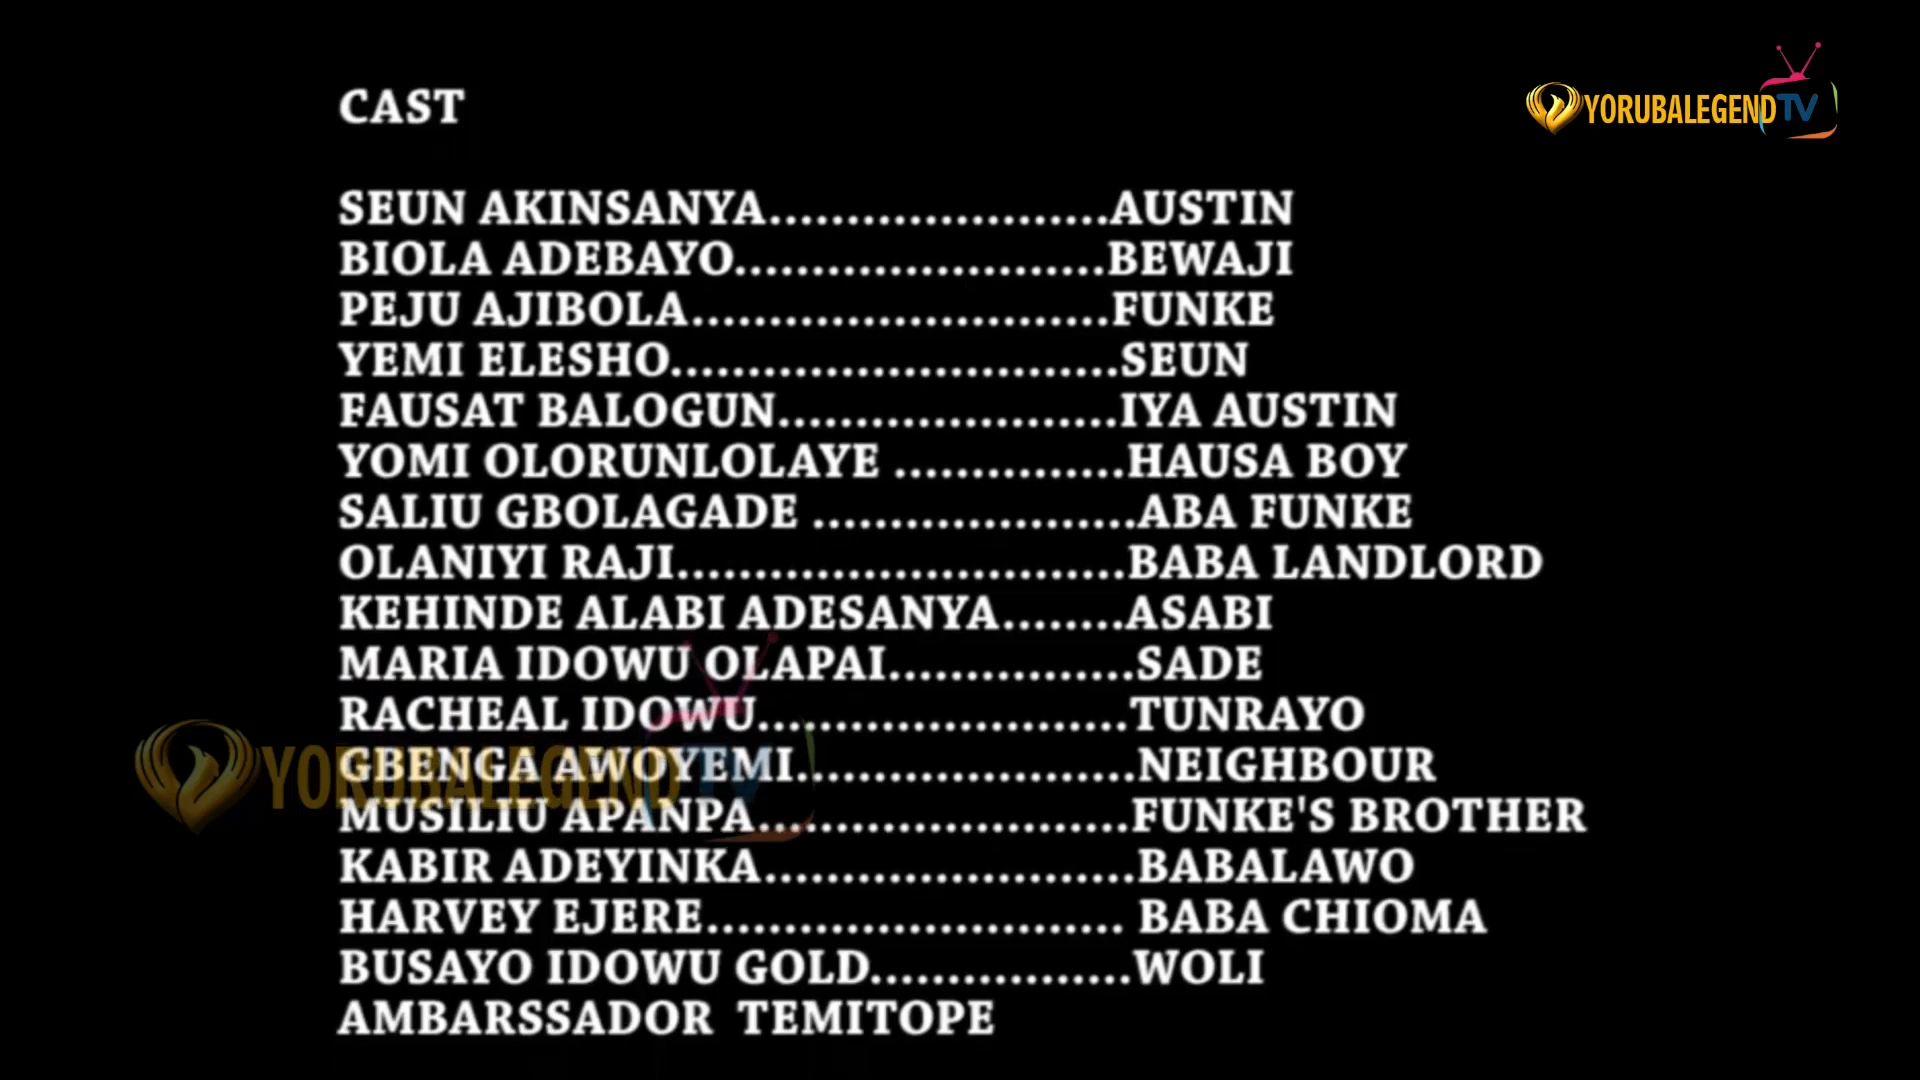 CAST
YORUBALEGENDTV
SEUN AKINSANYA......................AUSTIN
BIOLA ADEBAYO........................BEWAJI
PEJU AJIBOLA...........................FUNKE
YEMI ELESHO.............................SEUN
FAUSAT BALOGUN......................IYA AUSTIN
YOMI OLORUNLOLAYE ...............HAUSA BOY
SALIU GBOLAGADE .....................ABA FUNKE
OLANIYI RAJI.............................BABA LANDLORD
KEHINDE ALABI ADESANYA........ASABI
MARIA IDOWU OLAPAI................SADE
RACHEAL IDOWU........................TUNRAYO
GBENGA AWOYEMI......................NEIGHBOUR
YORUBALEGENDTV
MUSILIU APANPA........................FUNKE'S BROTHER
KABIR ADEYINKA........................BABALAWO
HARVEY EJERE........................... BABA CHIOMA
BUSAYO IDOWU GOLD.................WOLI
AMBARSSADOR  TEMITOPE